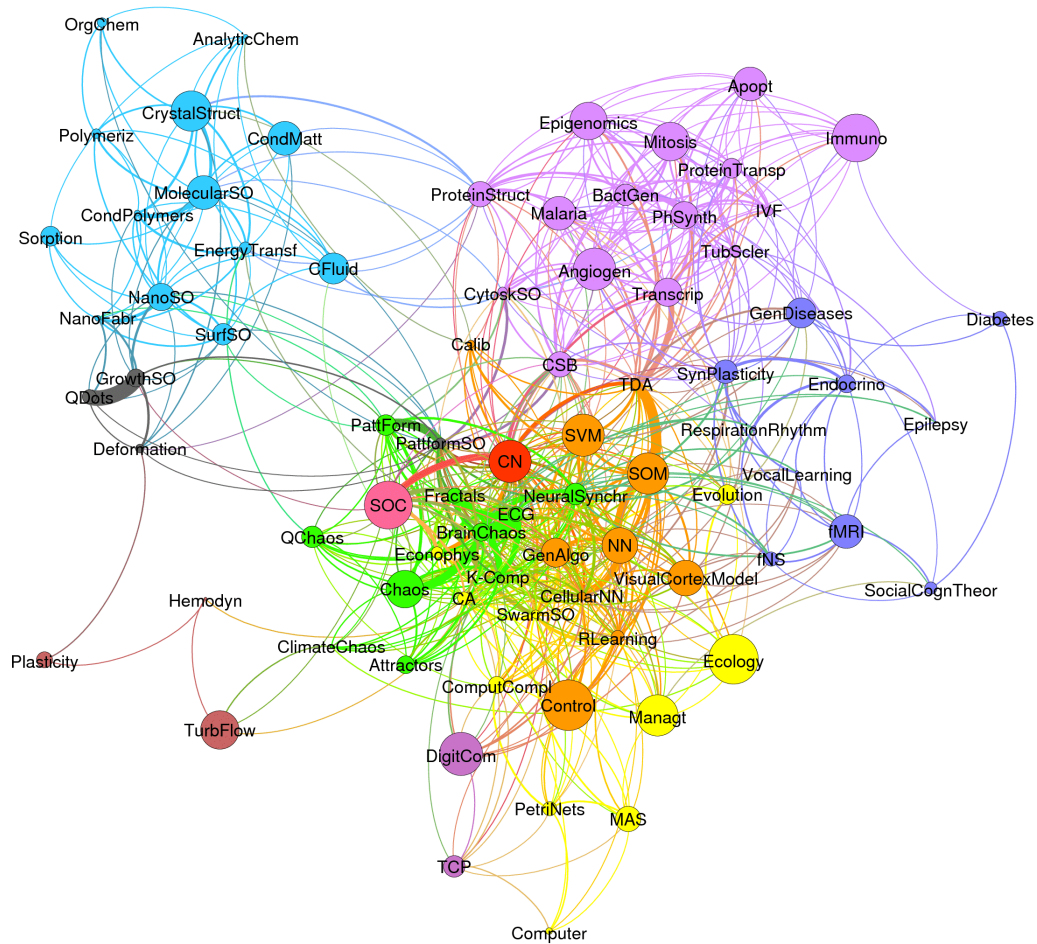 OrgChem
AnalyticChem
Apopt
CrystalStruct
Epigenomics
Polymeriz
CondMatt
Mitosis
Immuno
ProteinTransp
MolecularSO
ProteinStruct
BactGen
CondPolymers
Malaria
PhSynth
IVF
Sorption
EnergyTransf
TubScler
CFluid
Angiogen
NanoSO
CytoskSO
Transcrip
GenDiseases
NanoFabr
Diabetes
SurfSO
Calib
CSB
GrowthSO
TDA
SynPlasticity
Endocrino
QDots
PattForm
RespirationRhythm
Epilepsy
Deformation
PattformSO
SVM
CN
SOM
VocalLearning
SOC
Fractals
NeuralSynchr
Evolution
ECG
QChaos
BrainChaos
fMRI
Econophys
GenAlgo
NN
fNS
K-Comp
VisualCortexModel
Chaos
CA
CellularNN
SocialCognTheor
Hemodyn
SwarmSO
RLearning
ClimateChaos
Plasticity
Attractors
Ecology
ComputCompl
Control
Managt
TurbFlow
DigitCom
PetriNets
MAS
TCP
Computer